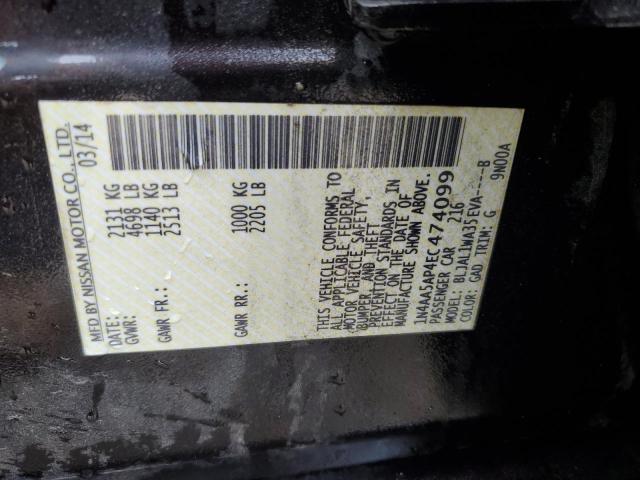 MFD BY NISSAN MOTOR CO., LTD.
DATE: 03/14
GVWR: 2131 KG
4698 LB
GAWR FR: 1140 KG
2513 LB
GAWR RR: 1000 KG
2205 LB
THIS VEHICLE CONFORMS TO
ALL APPLICABLE FEDERAL
MOTOR VEHICLE SAFETY,
BUMPER, AND THEFT
PREVENTION STANDARDS IN
EFFECT ON THE DATE OF
MANUFACTURE SHOWN ABOVE.
1N4AA5AP4EC474099
PASSENGER CAR 216
BLJALLWA35EVA----B
COLOR: GAD TRIM: G 9N00A